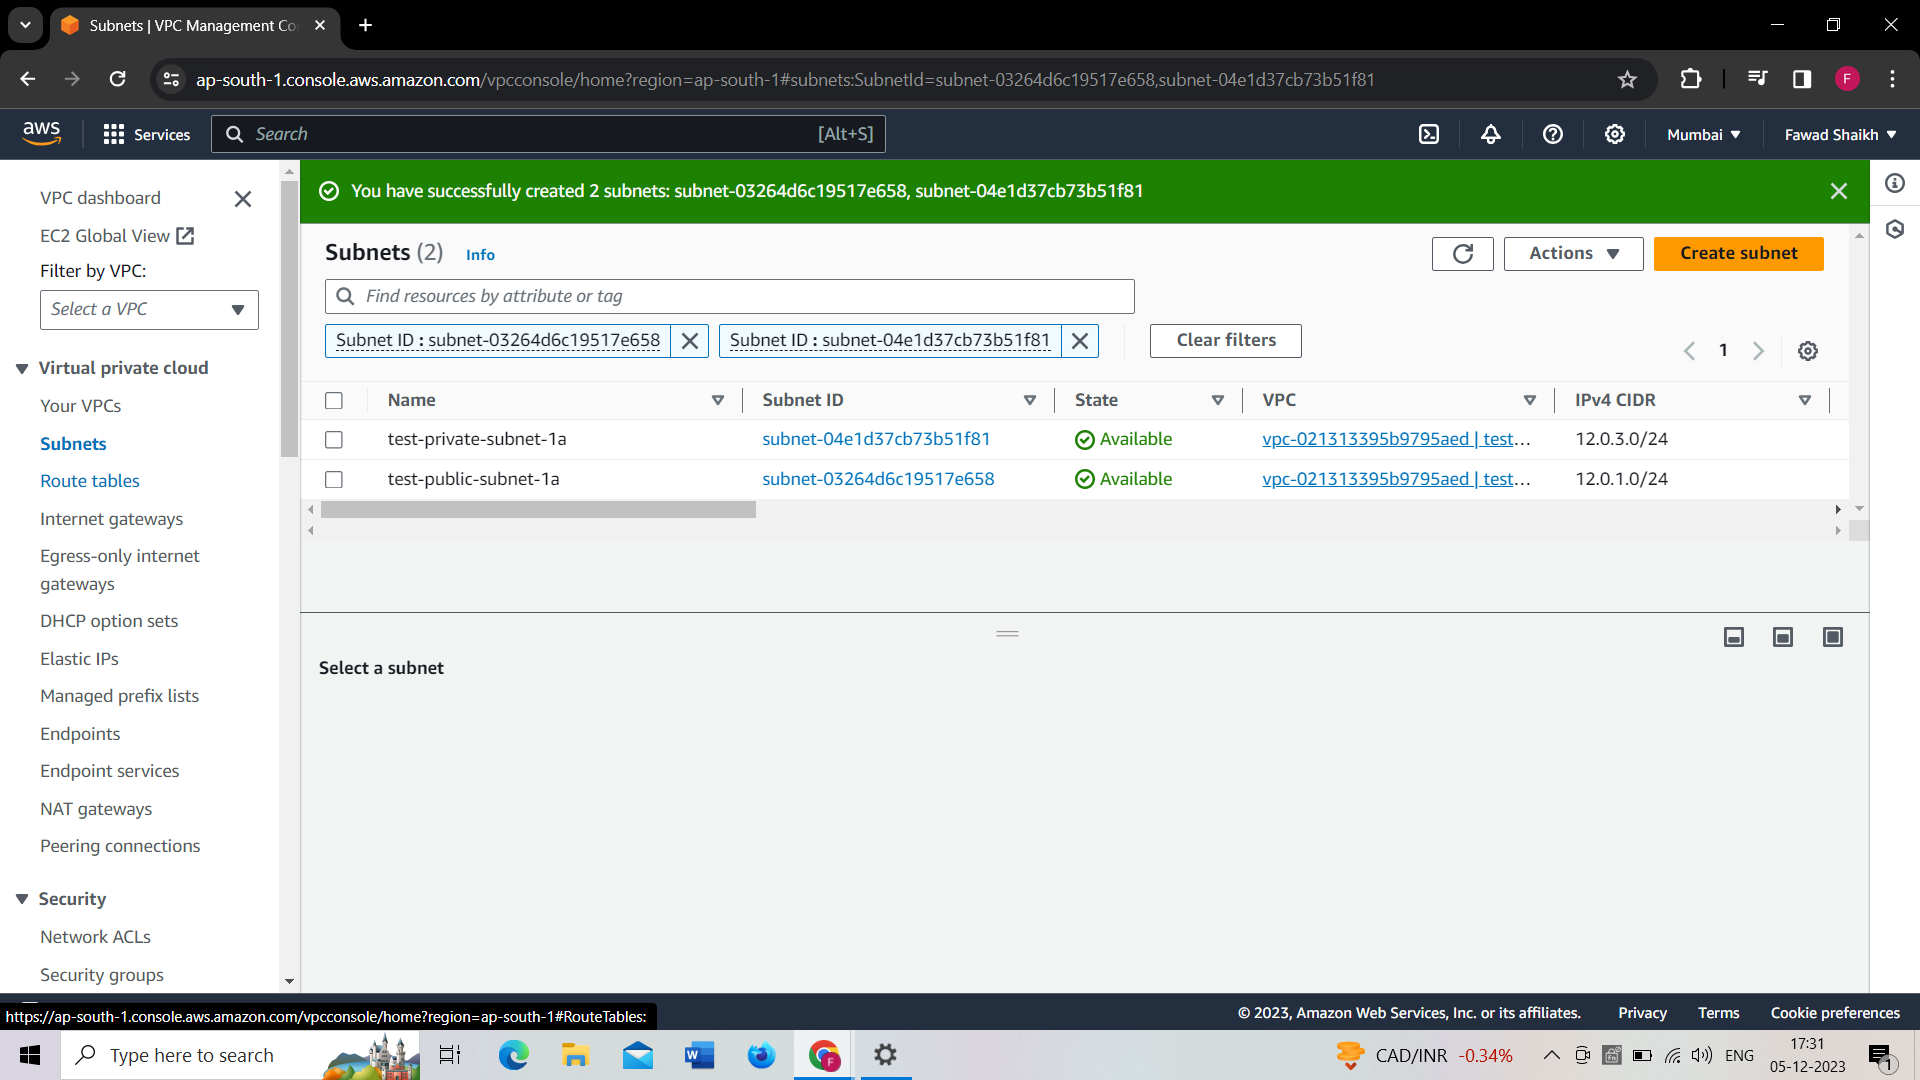 Subnets | VPC Management Co
ap-south-1.console.aws.amazon.com/vpcconsole/home?region=ap-south-1#subnets:SubnetId=subnet-03264d6c19517e658,subnet-04e1d37cb73b51f81
F
aws
Services
Search
[Alt+S]
Mumbai
Fawad Shaikh
VPC dashboard
EC2 Global View
Filter by VPC:
Select a VPC
Virtual private cloud
Your VPCs
Subnets
Route tables
Internet gateways
Egress-only internet
gateways
DHCP option sets
Elastic IPs
Managed prefix lists
Endpoints
Endpoint services
NAT gateways
Peering connections
Security
Network ACLs
Security groups
You have successfully created 2 subnets: subnet-03264d6c19517e658, subnet-04e1d37cb73b51f81
Subnets (2) Info
Actions
Create subnet
Find resources by attribute or tag
Subnet ID : subnet-03264d6c19517e658
Subnet ID : subnet-04e1d37cb73b51f81
Clear filters
1
Name Subnet ID State VPC IPv4 CIDR
test-private-subnet-1a subnet-04e1d37cb73b51f81 Available vpc-021313395b9795aed | test... 12.0.3.0/24
test-public-subnet-1a subnet-03264d6c19517e658 Available vpc-021313395b9795aed | test... 12.0.1.0/24
Select a subnet
https://ap-south-1.console.aws.amazon.com/vpcconsole/home?region=ap-south-1#RouteTables:
© 2023, Amazon Web Services, Inc. or its affiliates. Privacy Terms Cookie preferences
Type here to search
W
F
CAD/INR -0.34%
ENG
17:31
05-12-2023
1